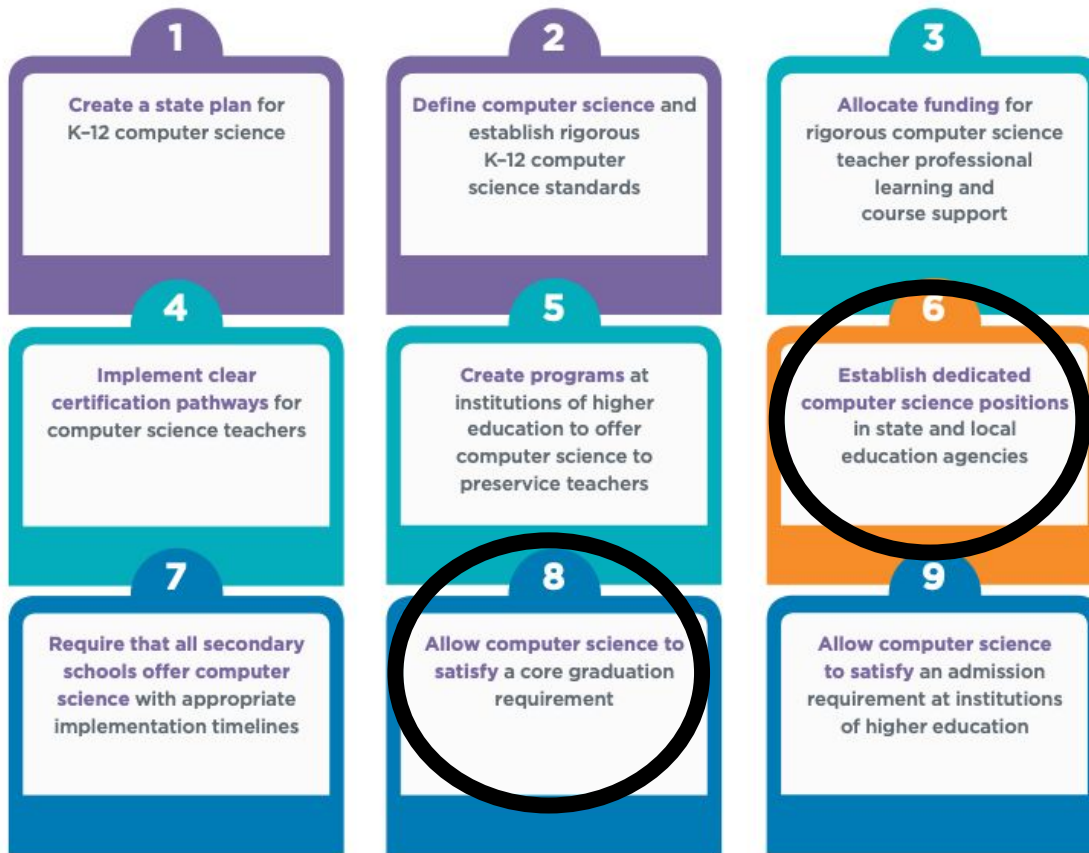 1
Create a state plan for
K–12 computer science
2
Define computer science and
establish rigorous
K–12 computer
science standards
3
Allocate funding for
rigorous computer science
teacher professional
learning and
course support
4
Implement clear
certification pathways for
computer science teachers
5
Create programs at
institutions of higher
education to offer
computer science to
preservice teachers
6
Establish dedicated
computer science positions
in state and local
education agencies
7
Require that all secondary
schools offer computer
science with appropriate
implementation timelines
8
Allow computer science to
satisfy a core graduation
requirement
9
Allow computer science
to satisfy an admission
requirement at institutions
of higher education